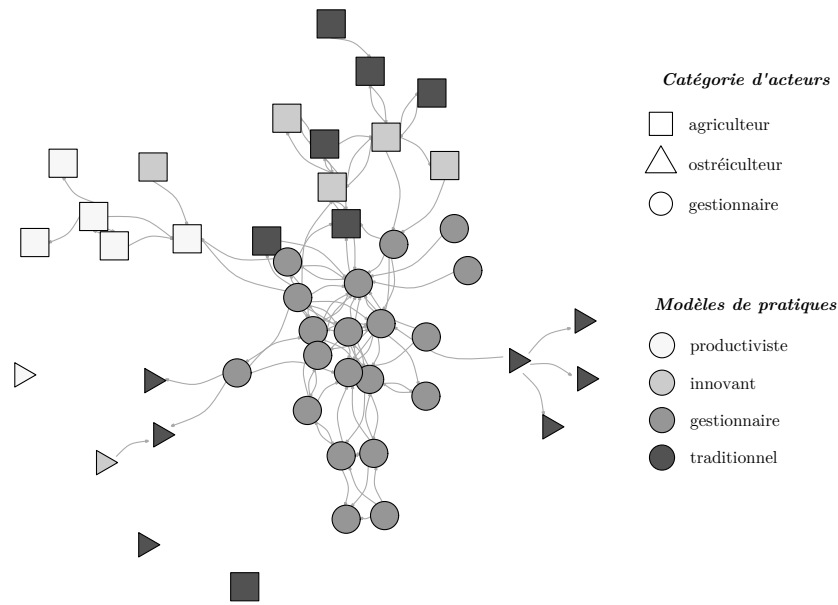 Catégorie d'acteurs
agriculteur
ostréiculteur
gestionnaire
Modèles de pratiques
productiviste
innovant
gestionnaire
traditionnel